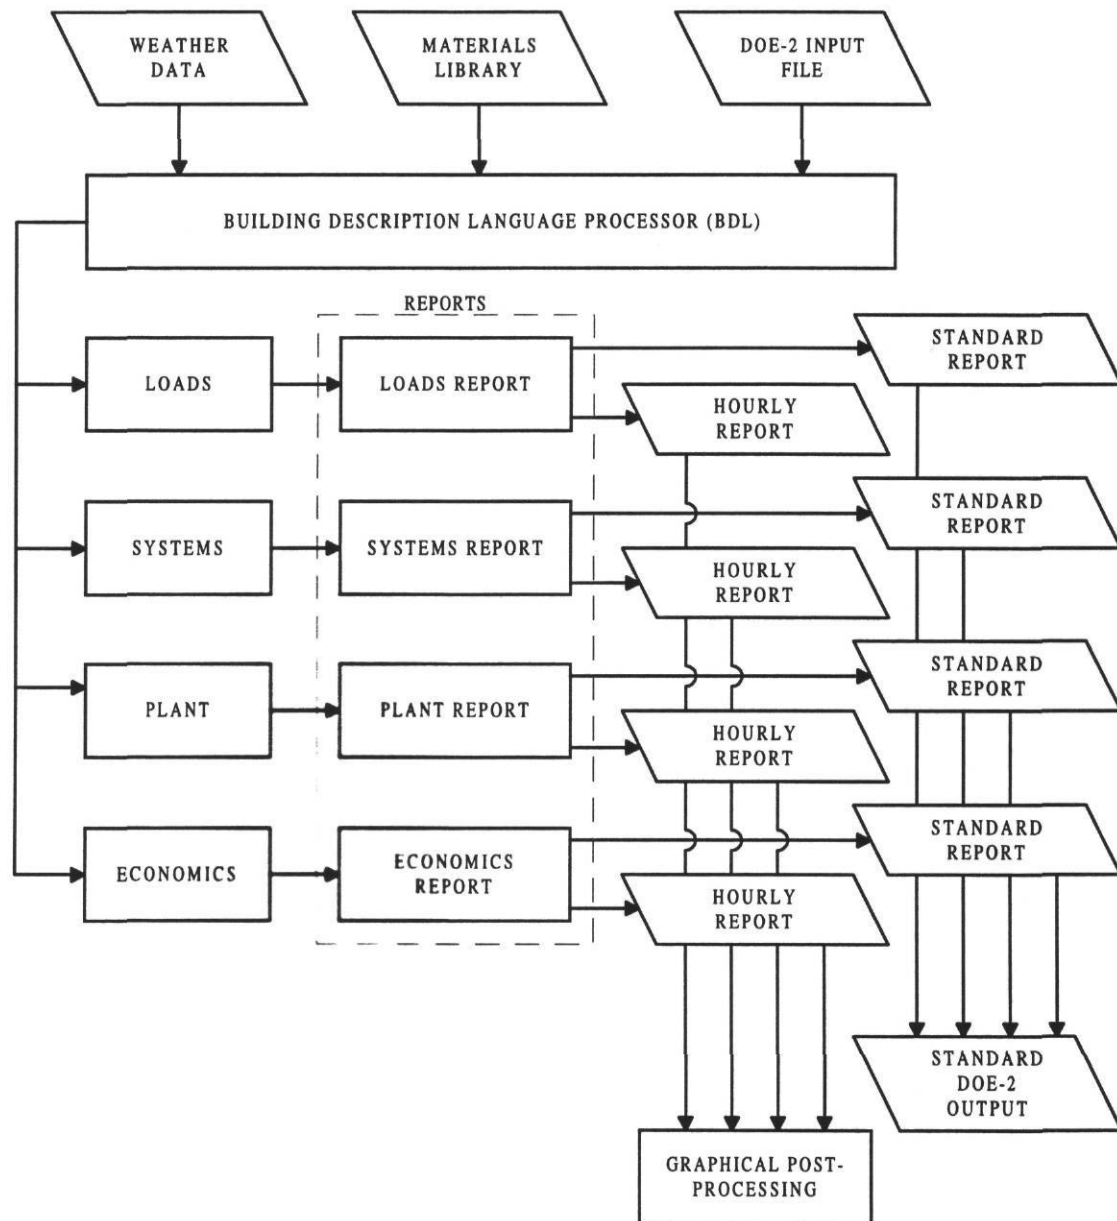 WEATHER
DATA
MATERIALS
LIBRARY
DOE-2 INPUT
FILE
BUILDING DESCRIPTION LANGUAGE PROCESSOR (BDL)
REPORTS
LOADS
LOADS REPORT
STANDARD
REPORT
HOURLY
REPORT
SYSTEMS
SYSTEMS REPORT
STANDARD
REPORT
HOURLY
REPORT
PLANT
PLANT REPORT
STANDARD
REPORT
HOURLY
REPORT
ECONOMICS
ECONOMICS
REPORT
STANDARD
REPORT
HOURLY
REPORT
STANDARD
DOE-2
OUTPUT
GRAPHICAL POST-
PROCESSING